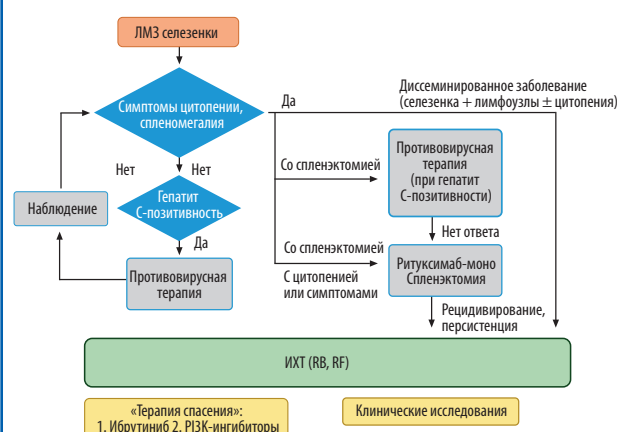 ЛМЗ селезенки
Симптомы цитопении,
спленомегалия
Да
Диссеминированное заболевание
(селезенка + лимфоузлы ± цитопения)
Нет
Нет
Наблюдение
Гепатит
С-позитивность
Да
Противовирусная
терапия
Со спленэктомией
Противовирусная
терапия
(при гепатит
С-позитивности)
Нет ответа
Со спленэктомией
С цитопенией
или симптомами
Ритуксимаб-моно
Спленэктомия
Рецидивирование,
персистенция
ИХТ (RB, RF)
«Терапия спасения»:
1. Ибрутиниб 2. PI3K-ингибиторы
Клинические исследования